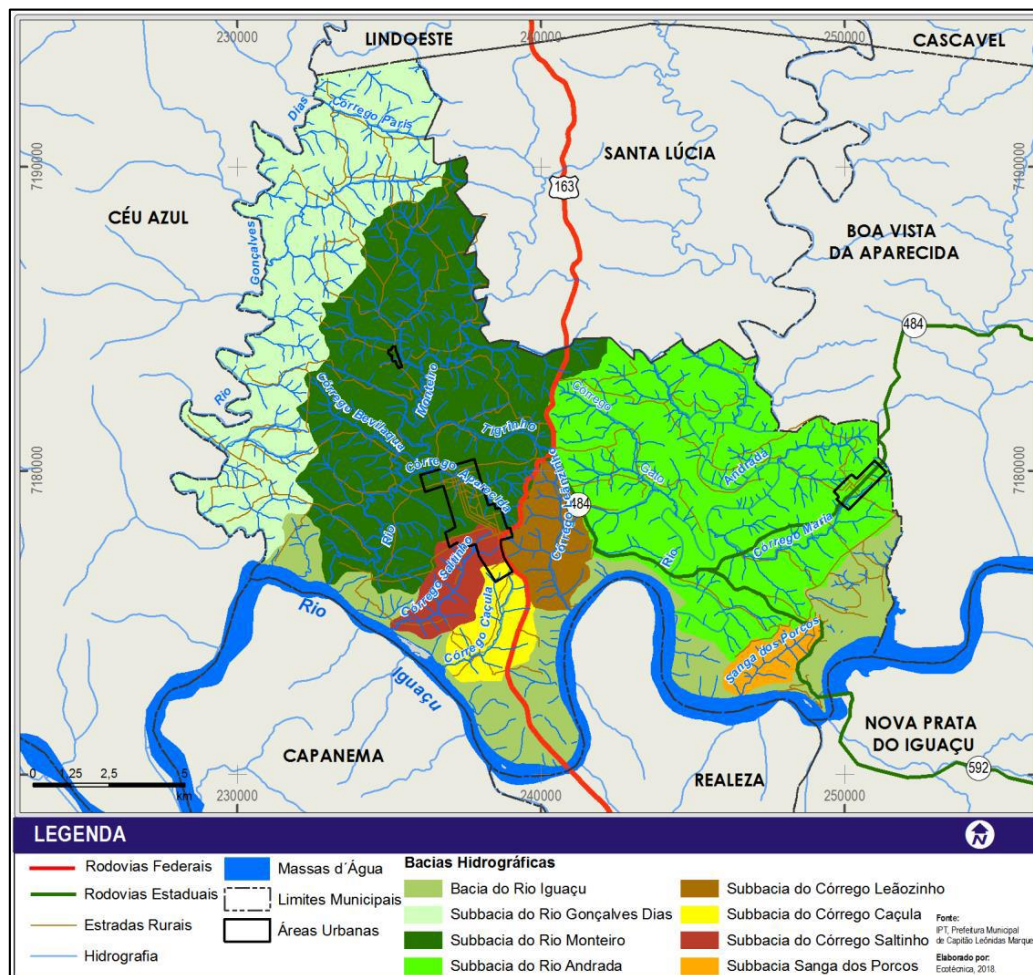 230000
240000
250000
LINDOESTE
CASCAVEL
Dias
Córrego Paris
SANTA LÚCIA
7190000
7190000
163
CÉU AZUL
Gonçalves
BOA VISTA
DA APARECIDA
484
Monteiro
Córrego
Rio
Córrego Bovilaqua
Tigrinho
Córrego Aparecida
Gaio
Andrada
7180000
7180000
484
Córrego Maria
Rio
Rio
Córrego Saltinho
Rio
Córrego Caçula
Sanga dos Porcos
Iguaçu
NOVA PRATA
DO IGUAÇU
CAPANEMA
REALEZA
592
0 1,25 2,5 5
km
230000
240000
250000
LEGENDA
N
Rodovias Federais
Rodovias Estaduais
Estradas Rurais
Hidrografia
Massas d´Água
Limites Municipais
Áreas Urbanas
Bacias Hidrográficas
Bacia do Rio Iguaçu
Subbacia do Rio Gonçalves Dias
Subbacia do Rio Monteiro
Subbacia do Rio Andrada
Subbacia do Córrego Leãozinho
Subbacia do Córrego Caçula
Subbacia do Córrego Saltinho
Subbacia Sanga dos Porcos
Fonte:
IPT, Prefeitura Municipal
de Capitão Leônidas Marque
Elaborado por:
Ecotécnica, 2018